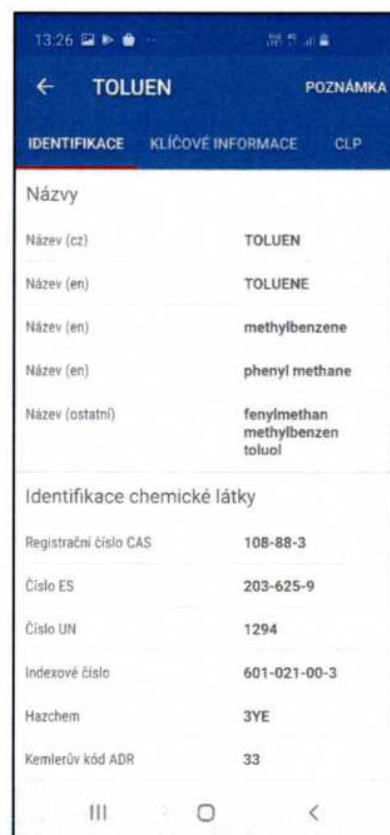 13:26
TOLUEN POZNÁMKA
IDENTIFIKACE KLÍČOVÉ INFORMACE CLP
Názvy
Název (cz) TOLUEN
Název (en) TOLUENE
Název (en) methylbenzene
Název (en) phenyl methane
Název (ostatní) fenylmethan
methylbenzen
toluol
Identifikace chemické látky
Registrační číslo CAS 108-88-3
Číslo ES 203-625-9
Číslo UN 1294
Indexové číslo 601-021-00-3
Hazchem 3YE
Kemlerův kód ADR 33